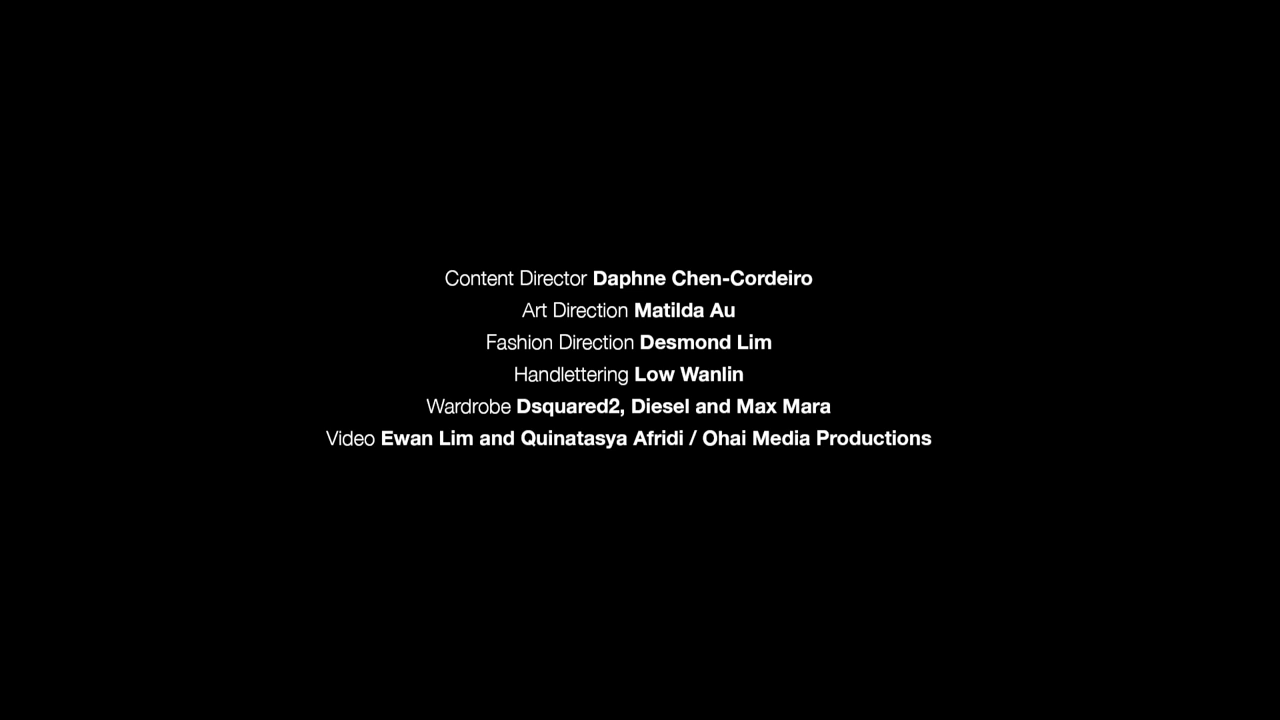 Content Director Daphne Chen-Cordeiro
Art Direction Matilda Au
Fashion Direction Desmond Lim
Handlettering Low Wanlin
Wardrobe Dsquared2, Diesel and Max Mara
Video Ewan Lim and Quinatasya Afridi / Ohai Media Productions